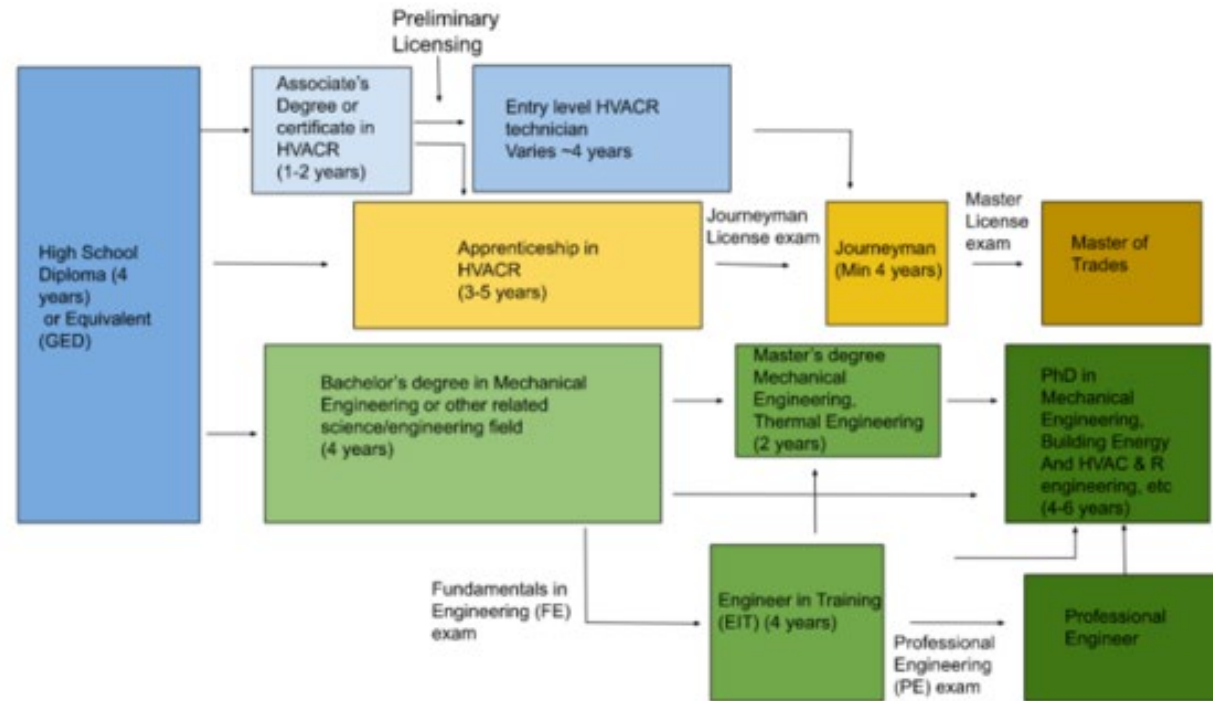 Preliminary
Licensing
High School
Diploma (4
years)
or Equivalent
(GED)
Associate's
Degree or
certificate in
HVACR
(1-2 years)
Entry level HVACR
technician
Varies ~4 years
Apprenticeship in
HVACR
(3-5 years)
Journeyman
License exam
Journeyman
(Min 4 years)
Master
License
exam
Master of
Trades
Bachelor's degree in Mechanical
Engineering or other related
science/engineering field
(4 years)
Master's degree
Mechanical
Engineering,
Thermal Engineering
(2 years)
PhD in
Mechanical
Engineering,
Building Energy
And HVAC & R
engineering, etc
(4-6 years)
Fundamentals in
Engineering (FE)
exam
Engineer in Training
(EIT) (4 years)
Professional
Engineering
(PE) exam
Professional
Engineer